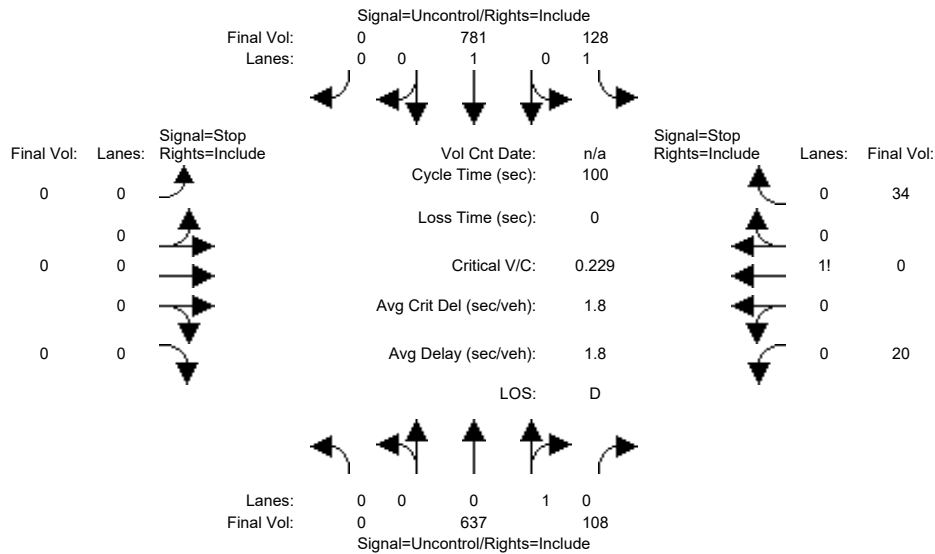 Signal=Uncontrol/Rights=Include
Final Vol: 0 781 128
Lanes: 0 0 1 0 1
Signal=Stop
Final Vol: Lanes: Rights=Include
Vol Cnt Date: n/a
Signal=Stop
Rights=Include Lanes: Final Vol:
Cycle Time (sec): 100
0 0
0 34
Loss Time (sec): 0
0
0
0 0
Critical V/C: 0.229
1! 0
0
Avg Crit Del (sec/veh): 1.8
0
0 0
Avg Delay (sec/veh): 1.8
0 20
LOS: D
Lanes: 0 0 0 1 0
Final Vol: 0 637 108
Signal=Uncontrol/Rights=Include